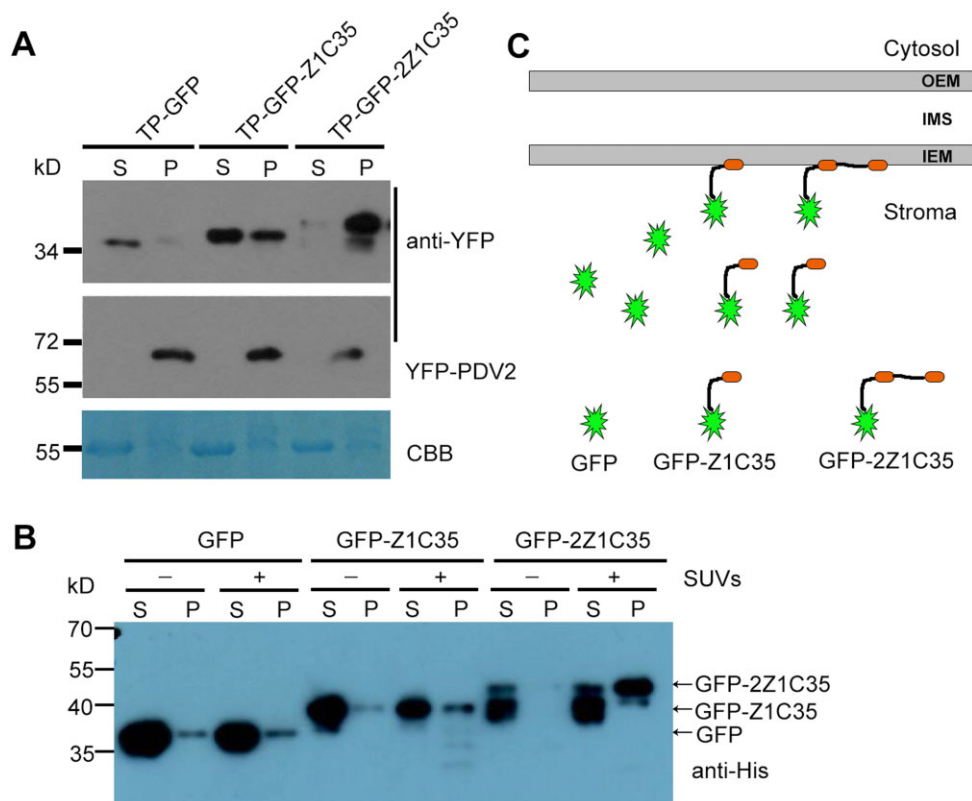 A
TP-GFP TP-GFP-Z1C35 TP-GFP-2Z1C35
kD S P S P S P
34 anti-YFP
72
55 YFP-PDV2
55 CBB
C
Cytosol
OEM
IMS
IEM
Stroma
GFP GFP-Z1C35 GFP-2Z1C35
B
GFP GFP-Z1C35 GFP-2Z1C35
kD − + − + − + SUVs
S P S P S P S P S P S P
70
55
40
35
←GFP-2Z1C35
←GFP-Z1C35
←GFP
anti-His